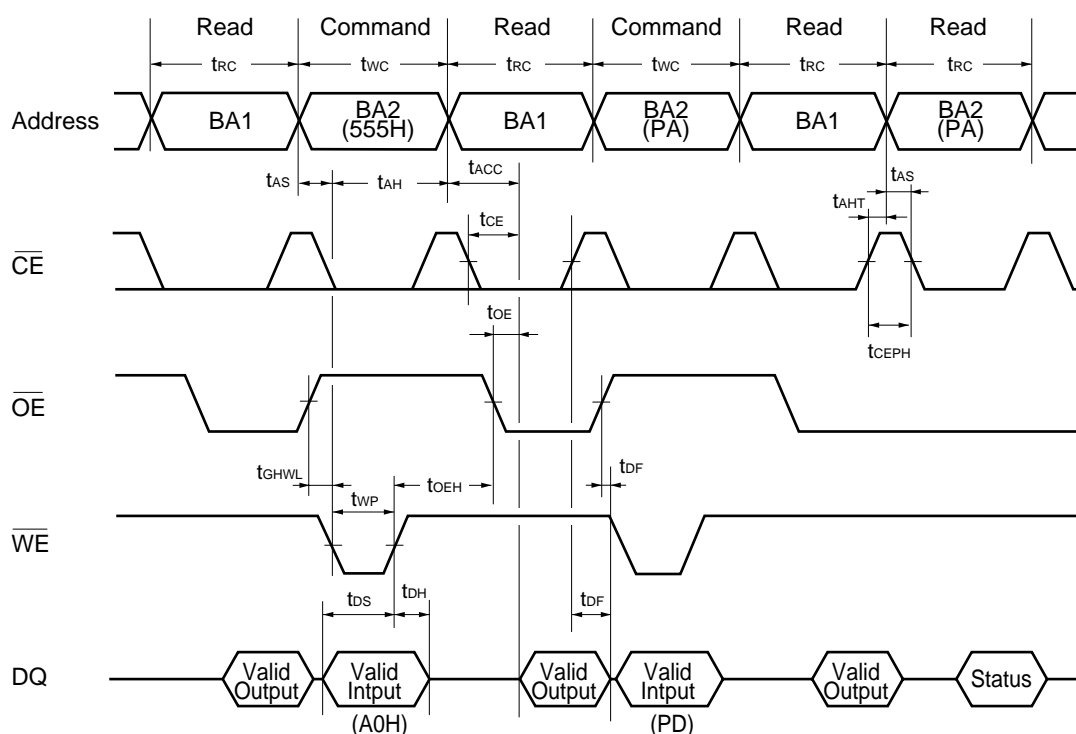 Read Command Read Command Read Read
tRC tWC tRC tWC tRC tRC
Address BA1 BA2 (555H) BA1 BA2 (PA) BA1 BA2 (PA)
tAS tAH tACC tAS
tAHT
CE tCE
tOE
tCEPH
OE
tGHWL tWP tOEH tDF
WE
tDS tDH tDF
DQ Valid Output Valid Intput Valid Output Valid Intput Valid Output Status
(A0H) (PD)